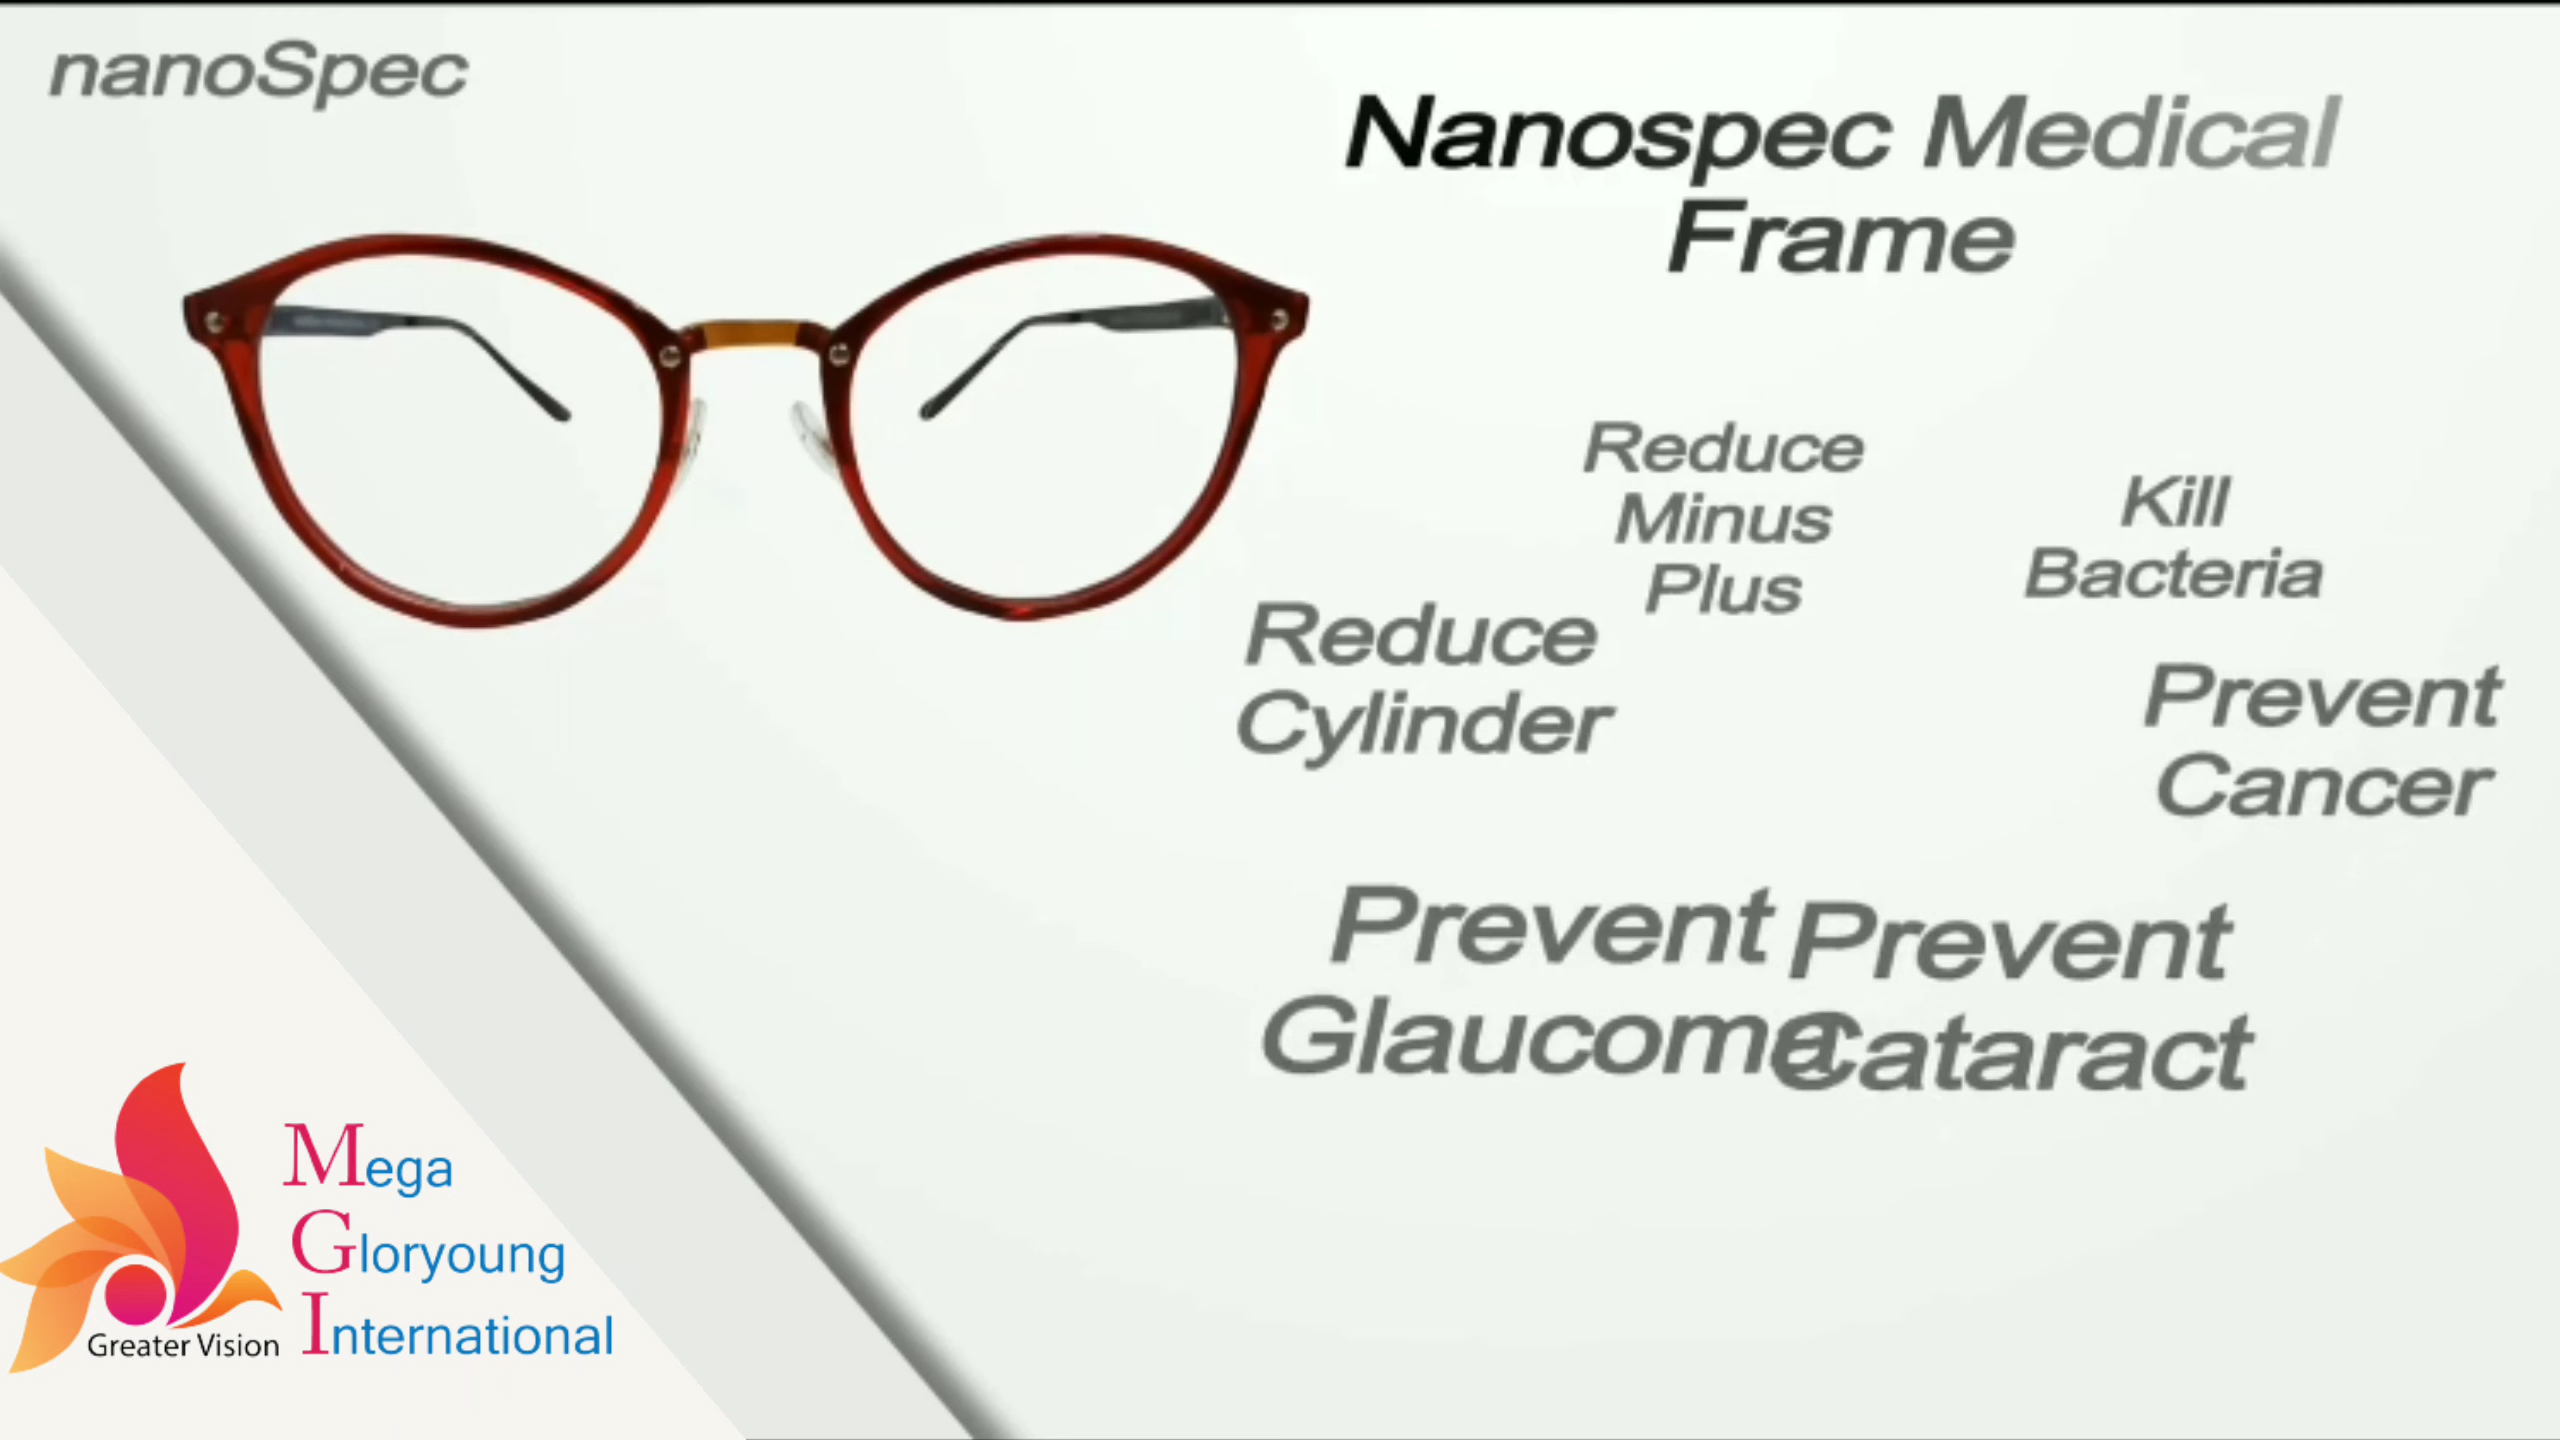 nanoSpec
Nanospec Medical
Frame
Reduce
Minus
Plus
Kill
Bacteria
Reduce
Cylinder
Prevent
Cancer
Prevent
Glaucoma
Prevent
Cataract
Mega
Gloryoung
International
Greater Vision